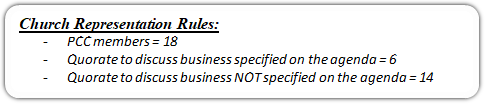 Church Representation Rules:
- PCC members = 18
- Quorate to discuss business specified on the agenda = 6
- Quorate to discuss business NOT specified on the agenda = 14